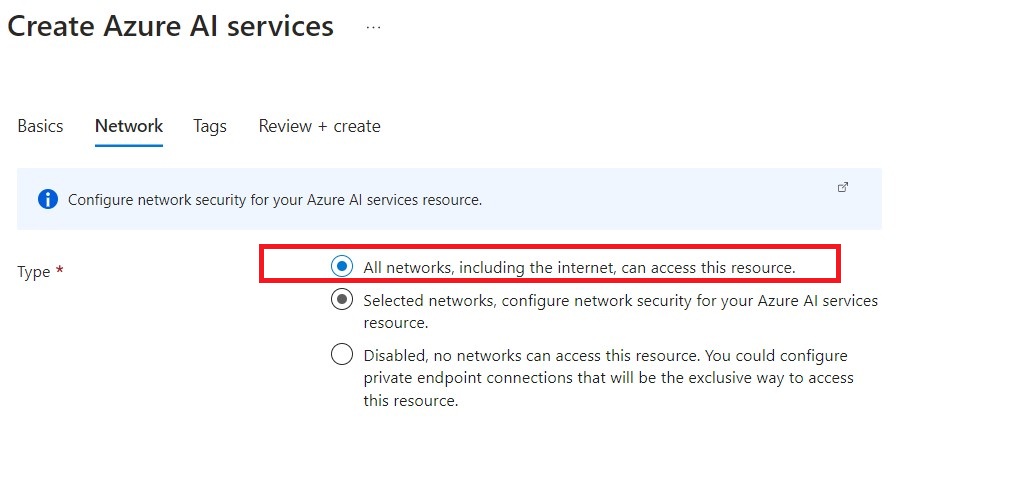 Create Azure AI services ...
Basics Network Tags Review + create
Configure network security for your Azure AI services resource.
Type * All networks, including the internet, can access this resource.
Selected networks, configure network security for your Azure AI services
resource.
Disabled, no networks can access this resource. You could configure
private endpoint connections that will be the exclusive way to access
this resource.